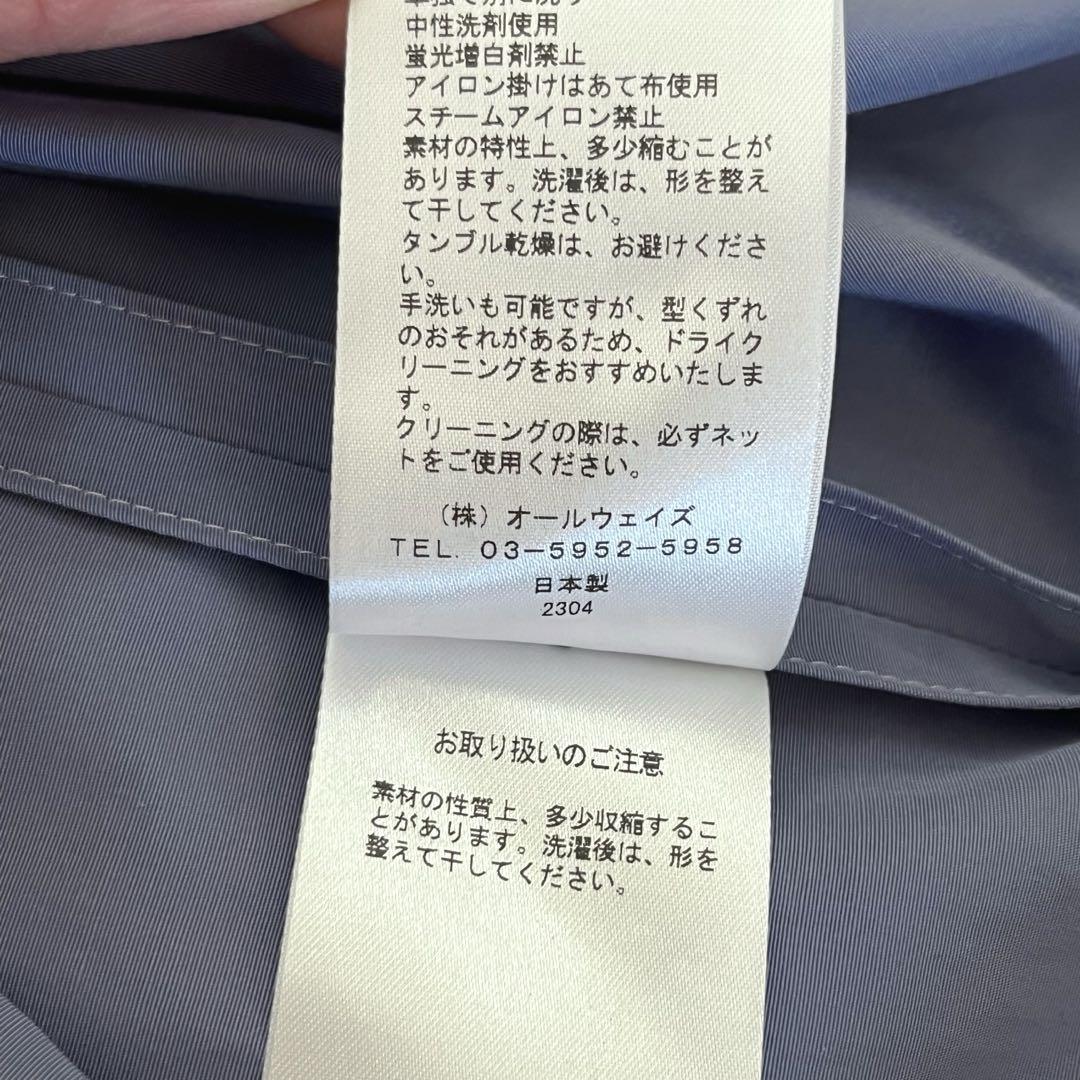 単独で別に洗う
中性洗剤使用
蛍光増白剤禁止
アイロン掛けはあて布使用
スチームアイロン禁止
素材の特性上、多少縮むことが
あります。洗濯後は、形を整え
て干してください。
タンブル乾燥は、お避けくださ
い。
手洗いも可能ですが、型くずれ
のおそれがあるため、ドライク
リーニングをおすすめいたしま
す。
クリーニングの際は、必ずネッ
トをご使用ください。
（株）オールウェイズ
TEL. 03-5952-5958
日本製
2304
お取り扱いのご注意
素材の性質上、多少収縮するこ
とがあります。洗濯後は、形を
整えて干してください。